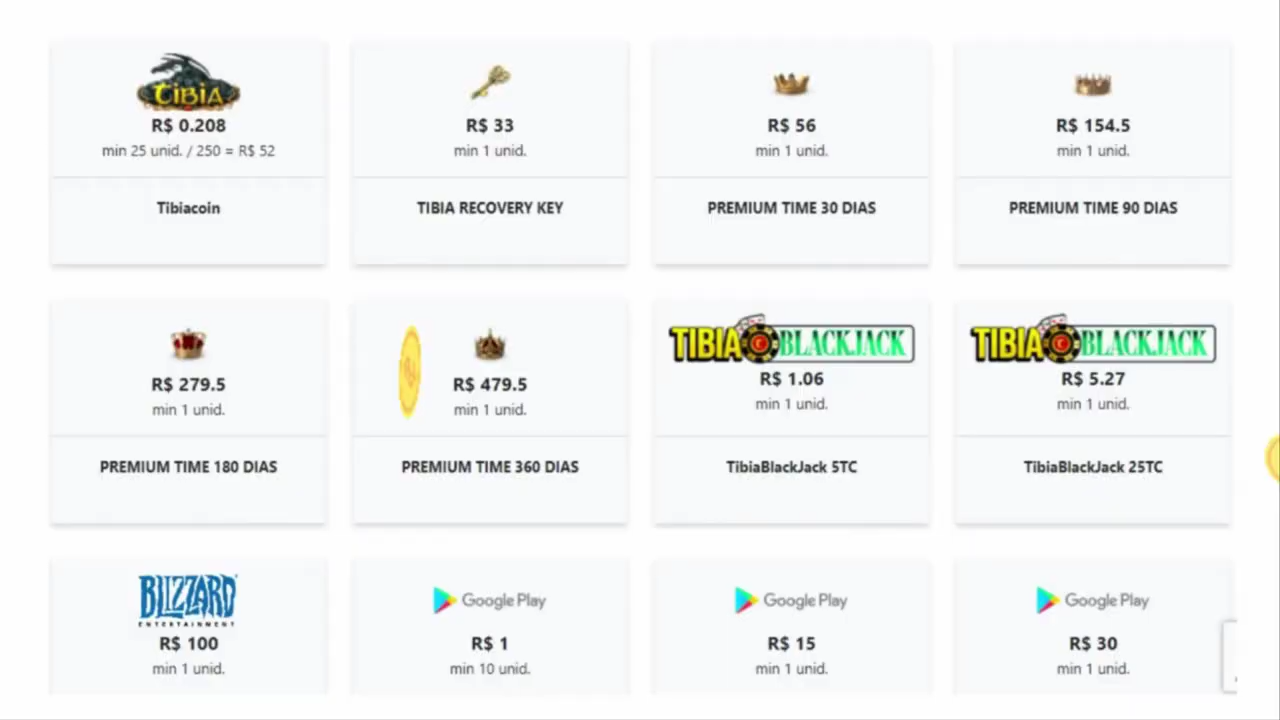 TIBIA
R$ 0.208
min 25 unid. / 250 = R$ 52
Tibiacoin
R$ 33
min 1 unid.
TIBIA RECOVERY KEY
R$ 56
min 1 unid.
PREMIUM TIME 30 DIAS
R$ 154.5
min 1 unid.
PREMIUM TIME 90 DIAS
R$ 279.5
min 1 unid.
PREMIUM TIME 180 DIAS
R$ 479.5
min 1 unid.
PREMIUM TIME 360 DIAS
TIBIA BLACKJACK
R$ 1.06
min 1 unid.
TibiaBlackJack 5TC
TIBIA BLACKJACK
R$ 5.27
min 1 unid.
TibiaBlackJack 25TC
BLIZZARD
ENTERTAINMENT
R$ 100
min 1 unid.
Google Play
R$ 1
min 10 unid.
Google Play
R$ 15
min 1 unid.
Google Play
R$ 30
min 1 unid.